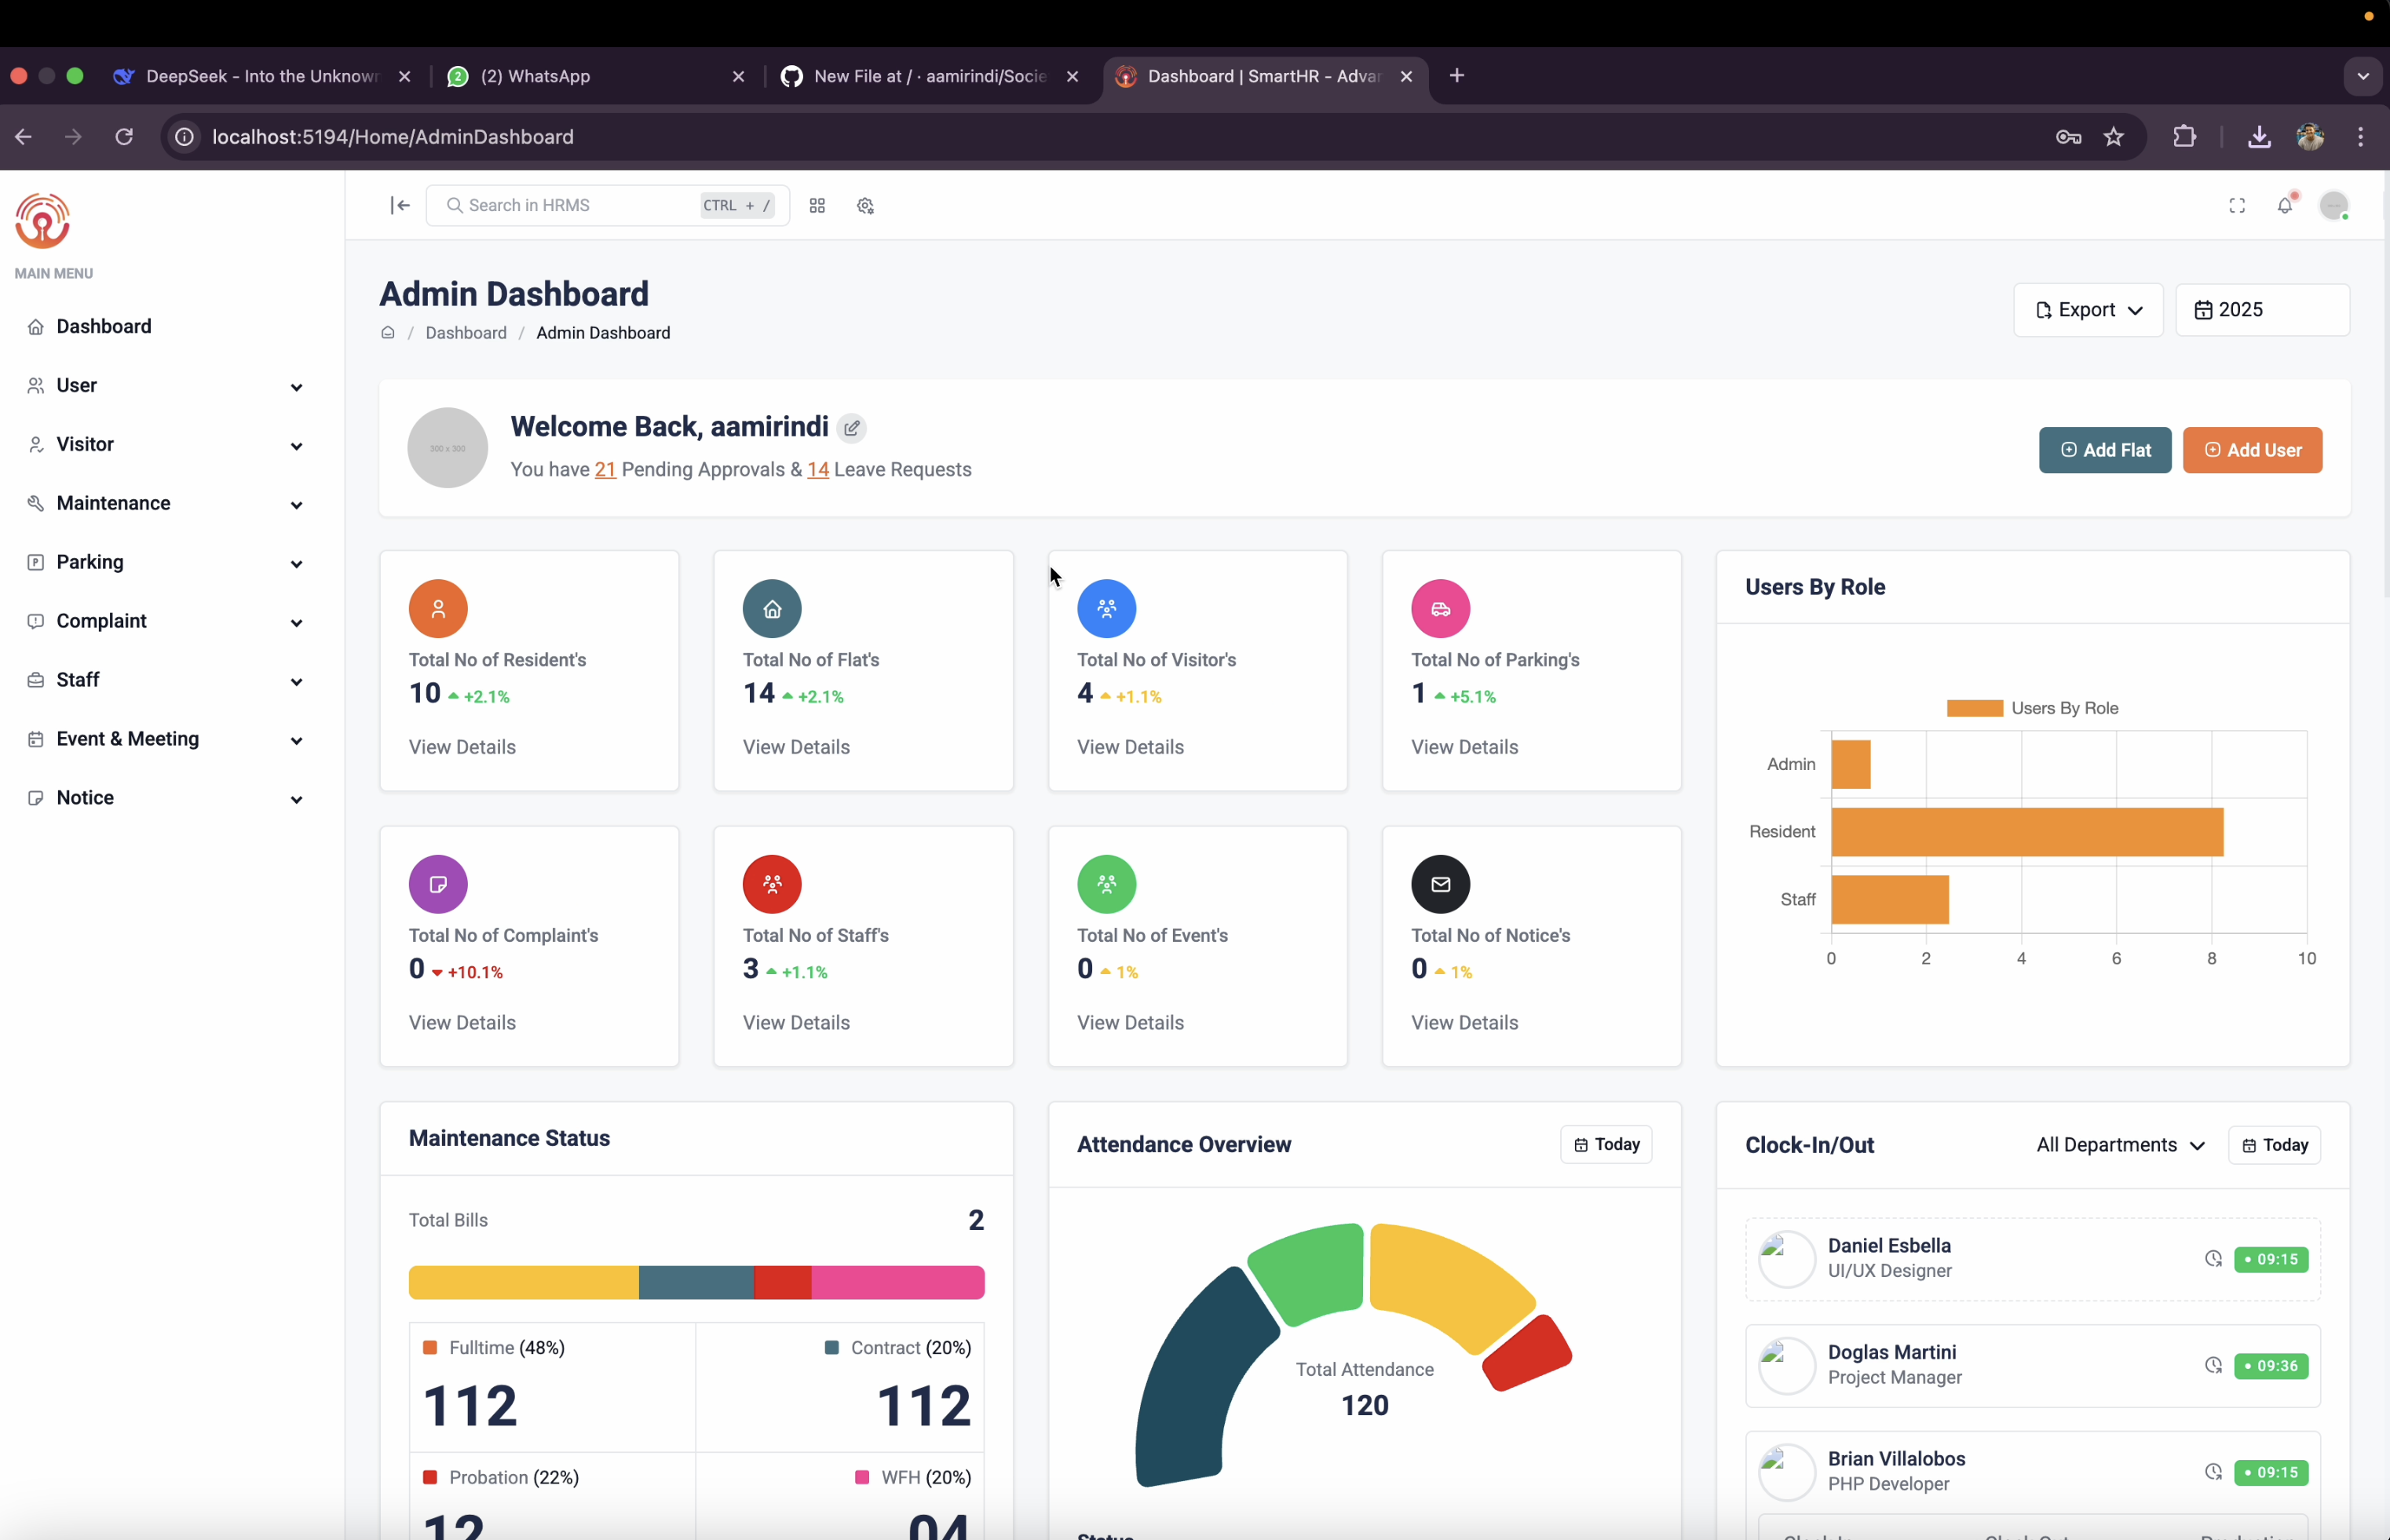 DeepSeek - Into the Unknown
(2) WhatsApp
New File at / · aamirindi/Socie
Dashboard | SmartHR - Advan
localhost:5194/Home/AdminDashboard
Search in HRMS
CTRL + /
MAIN MENU
Dashboard
User
Visitor
Maintenance
Parking
Complaint
Staff
Event & Meeting
Notice
Admin Dashboard
/ Dashboard / Admin Dashboard
Export
2025
300 x 300
Welcome Back, aamirindi
You have 21 Pending Approvals & 14 Leave Requests
Add Flat
Add User
Total No of Resident's
10 +2.1%
View Details
Total No of Flat's
14 +2.1%
View Details
Total No of Visitor's
4 +1.1%
View Details
Total No of Parking's
1 +5.1%
View Details
Total No of Complaint's
0 +10.1%
View Details
Total No of Staff's
3 +1.1%
View Details
Total No of Event's
0 1%
View Details
Total No of Notice's
0 1%
View Details
Users By Role
Users By Role
Admin
Resident
Staff
0 2 4 6 8 10
Maintenance Status
Total Bills 2
Fulltime (48%)
112
Contract (20%)
112
Probation (22%)
12
WFH (20%)
04
Attendance Overview
Today
Total Attendance
120
Status
Clock-In/Out
All Departments
Today
Daniel Esbella
UI/UX Designer
09:15
Doglas Martini
Project Manager
09:36
Brian Villalobos
PHP Developer
09:15